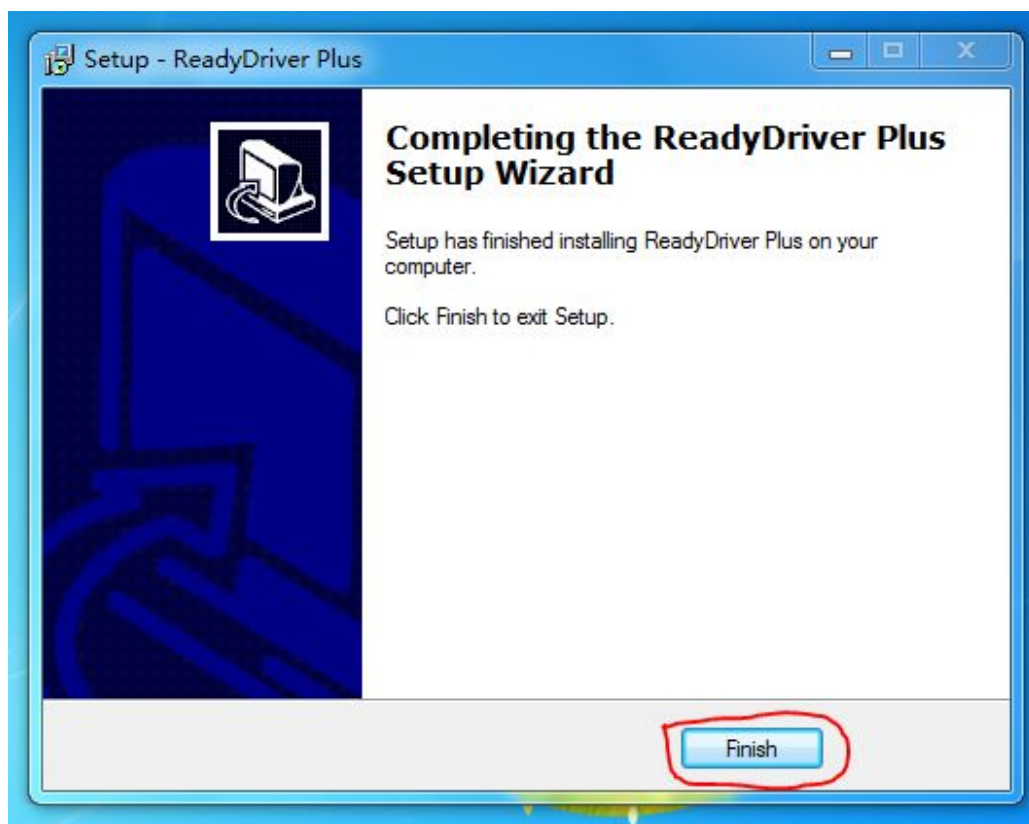 Setup - ReadyDriver Plus
Completing the ReadyDriver Plus
Setup Wizard
Setup has finished installing ReadyDriver Plus on your
computer.
Click Finish to exit Setup.
Finish